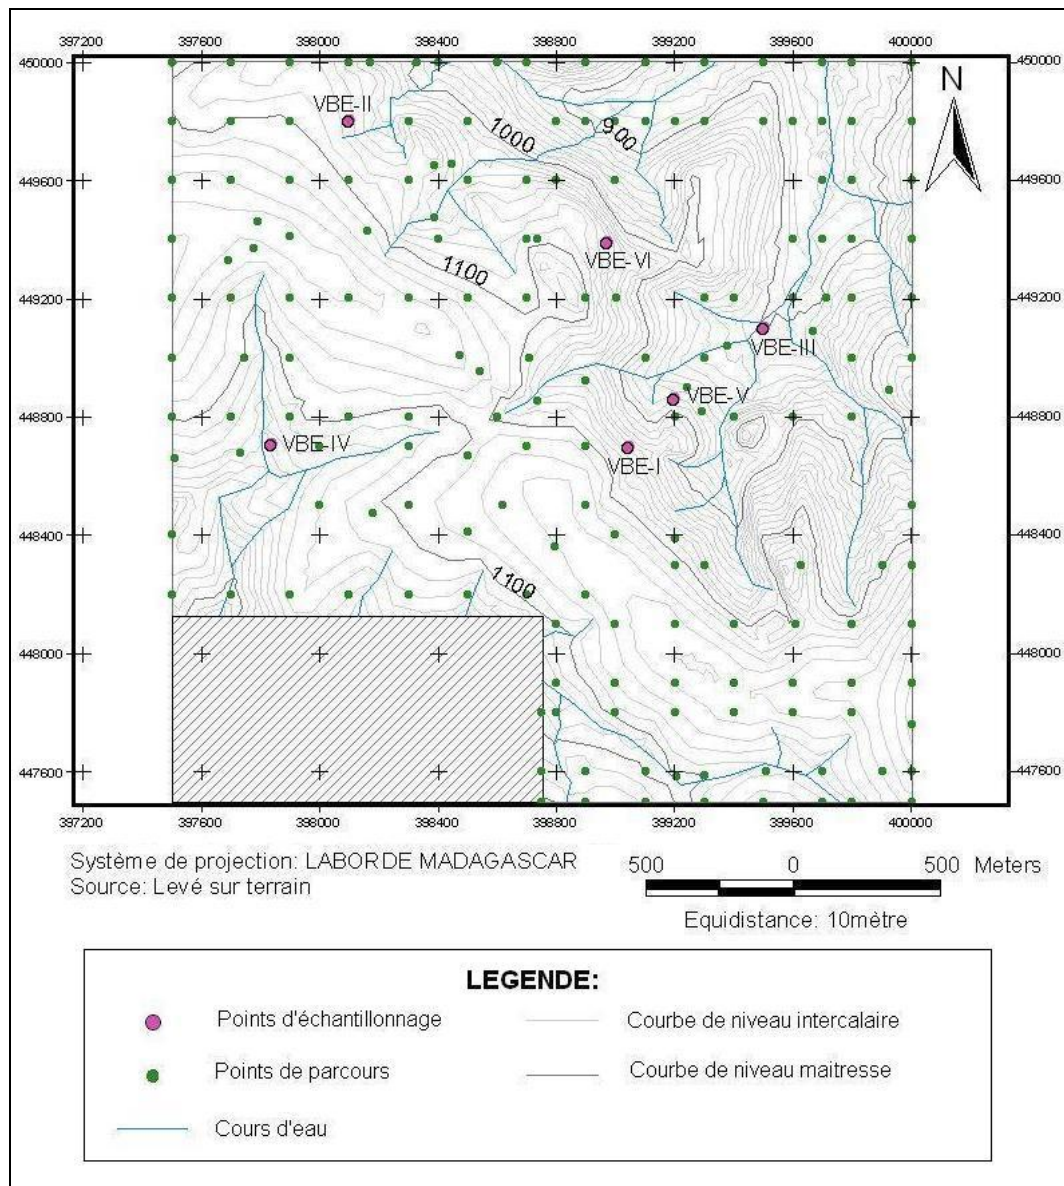 397200 397600 398000 398400 398800 399200 399600 400000
450000 450000
N
VBE-II
1000
900
449600 449600
VBE-VI
1100
449200 449200
VBE-III
VBE-V
448800 448800
VBE-IV
VBE-I
448400 448400
1100
448000 448000
447600 447600
397200 397600 398000 398400 398800 399200 399600 400000
Système de projection: LABORDE MADAGASCAR
Source: Levé sur terrain
500 0 500 Meters
Equidistance: 10mètre
LEGENDE:
Points d'échantillonnage
Courbe de niveau intercalaire
Points de parcours
Courbe de niveau maitresse
Cours d'eau